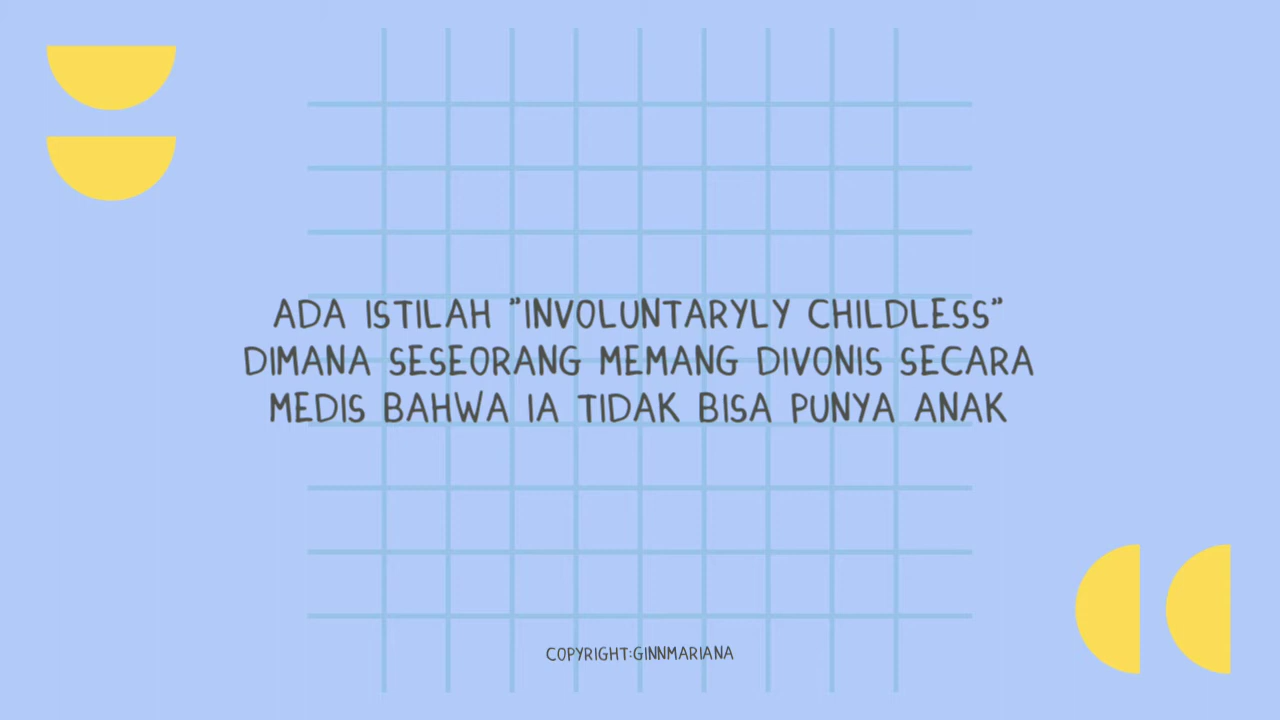 ADA ISTILAH "INVOLUNTARYLY CHILDLESS"
DIMANA SESEORANG MEMANG DIVONIS SECARA
MEDIS BAHWA IA TIDAK BISA PUNYA ANAK
COPYRIGHT:GINNMARIANA